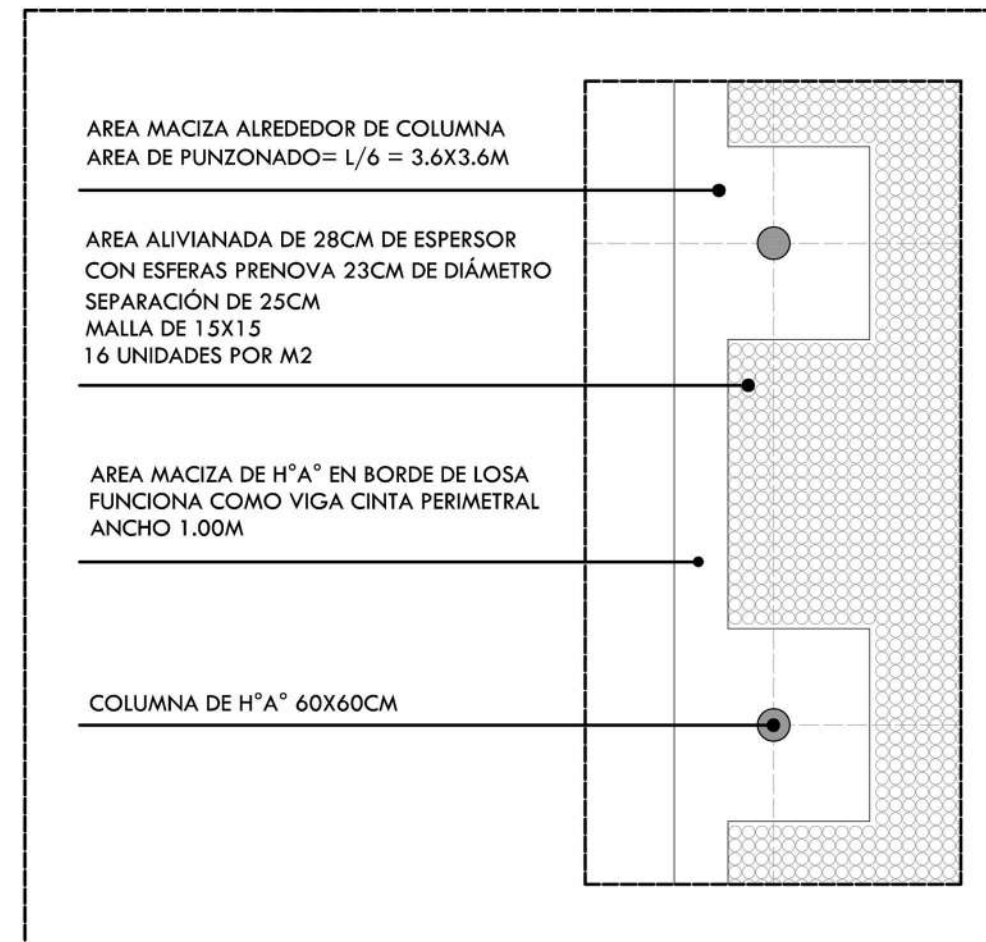 AREA MACIZA ALREDEDOR DE COLUMNA
AREA DE PUNZONADO= L/6 = 3.6X3.6M
AREA ALIVIANADA DE 28CM DE ESPERSOR
CON ESFERAS PRENOVA 23CM DE DIÁMETRO
SEPARACIÓN DE 25CM
MALLA DE 15X15
16 UNIDADES POR M2
AREA MACIZA DE H°A° EN BORDE DE LOSA
FUNCIONA COMO VIGA CINTA PERIMETRAL
ANCHO 1.00M
COLUMNA DE H°A° 60X60CM